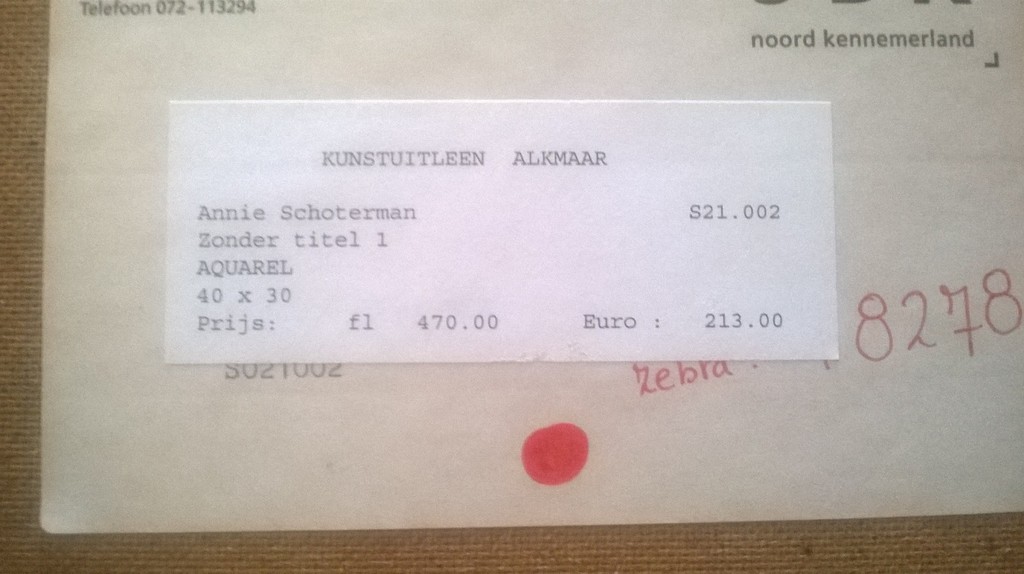 Telefoon 072-113294
noord kennemerland
KUNSTUITLEEN ALKMAAR
Annie Schoterman S21.002
Zonder titel 1
AQUAREL
40 x 30
Prijs: fl 470.00 Euro : 213.00
S021002
zebra 8278